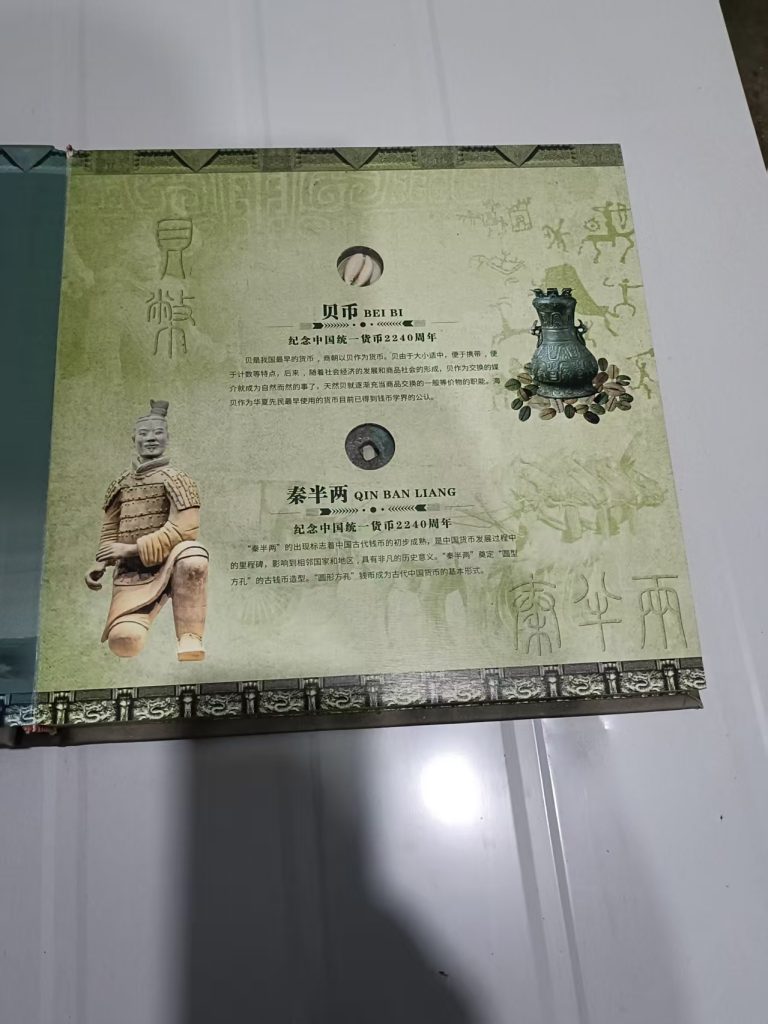 貝
幣
贝币 BEI BI
纪念中国统一货币2240周年
贝是我国最早的货币，商朝以贝作为货币。贝由于大小适中，便于携带，便
于计数等特点，后来，随着社会经济的发展和商品社会的形成，贝作为交换的媒
介就成为自然而然的事了，天然贝就逐渐充当商品交换的一般等价物的职能。海
贝作为华夏先民最早使用的货币目前已得到钱币学界的公认。
秦半两 QIN BAN LIANG
纪念中国统一货币2240周年
“秦半两”的出现标志着中国古代钱币的初步成熟，是中国货币发展过程中
的里程碑，影响到相邻国家和地区，具有非凡的历史意义。“秦半两”奠定“圆型
方孔”的古钱币造型。“圆形方孔”钱币成为古代中国货币的基本形式。
秦半兩